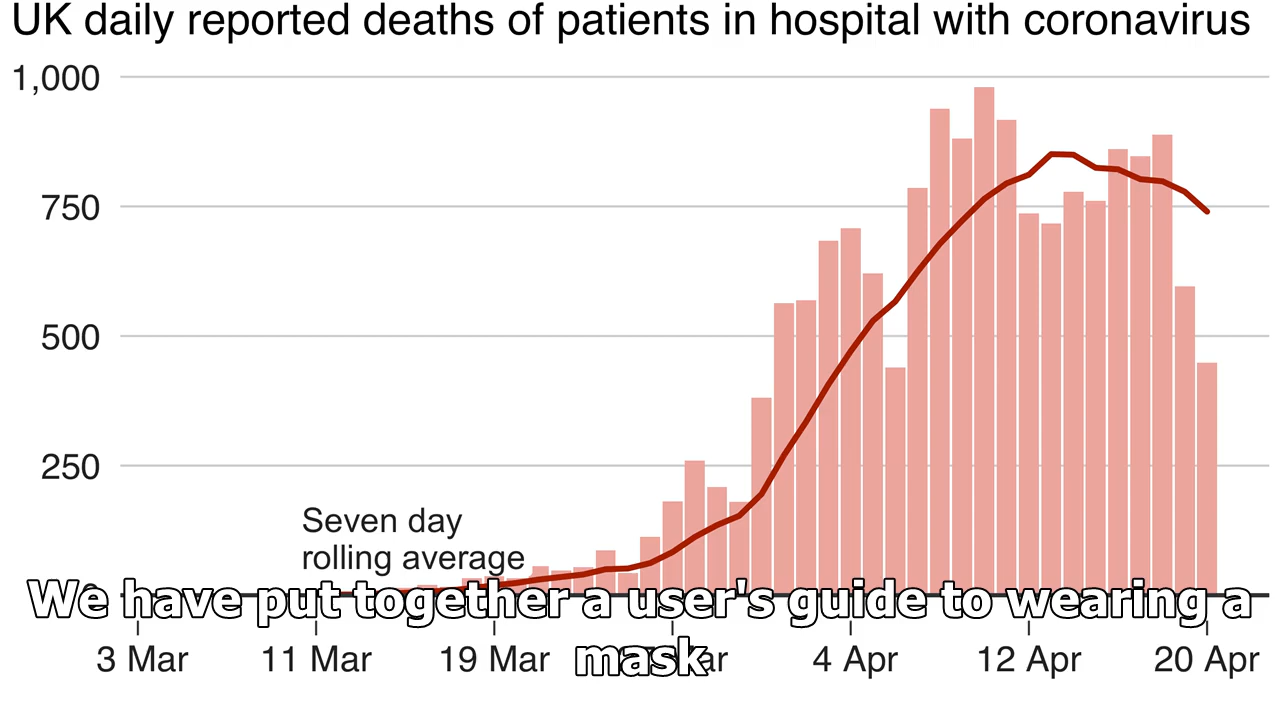 UK daily reported deaths of patients in hospital with coronavirus
1,000
750
500
250
Seven day
rolling average
We have put together a user's guide to wearing a
mask
3 Mar
11 Mar
19 Mar
4 Apr
12 Apr
20 Apr